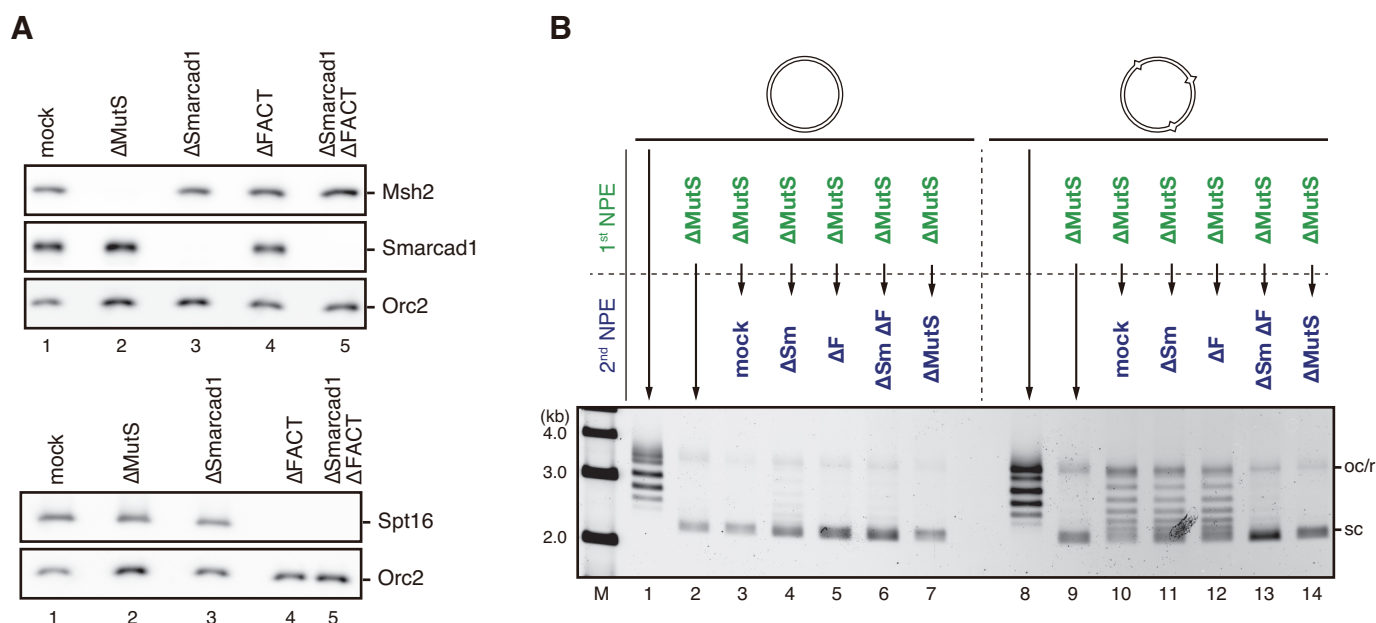 A
mock
ΔMutS
ΔSmarcad1
ΔFACT
ΔSmarcad1
ΔFACT
Msh2
Smarcad1
Orc2
1 2 3 4 5
mock
ΔMutS
ΔSmarcad1
ΔFACT
ΔSmarcad1
ΔFACT
Spt16
Orc2
1 2 3 4 5
B
1st NPE
ΔMutS ΔMutS ΔMutS ΔMutS ΔMutS ΔMutS ΔMutS ΔMutS ΔMutS ΔMutS ΔMutS ΔMutS
2nd NPE
mock ΔSm ΔF ΔSm ΔF ΔMutS mock ΔSm ΔF ΔSm ΔF ΔMutS
(kb)
4.0
3.0
2.0
oc/r
sc
M 1 2 3 4 5 6 7 8 9 10 11 12 13 14